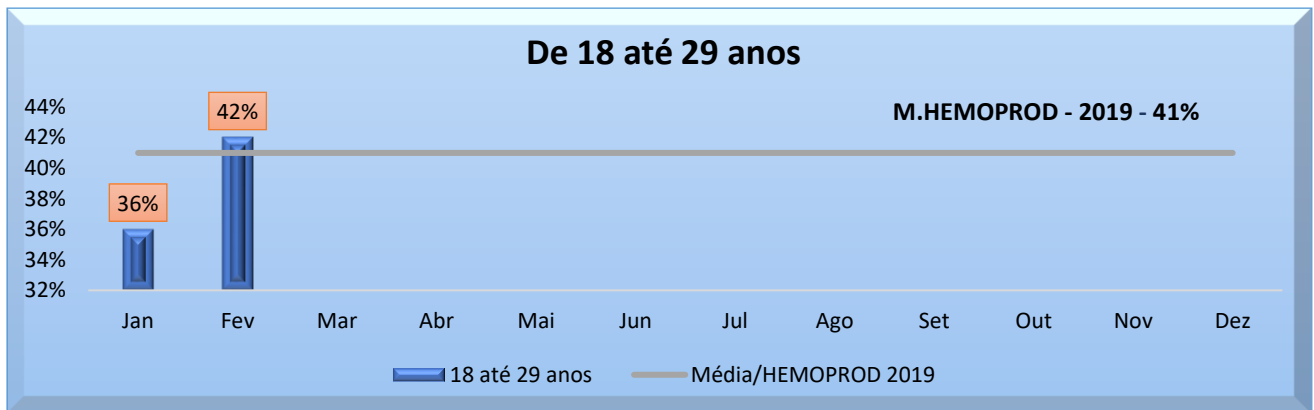 De 18 até 29 anos
M.HEMOPROD - 2019 - 41%
44%
42%
40%
38%
36%
34%
32%
36%
42%
Jan Fev Mar Abr Mai Jun Jul Ago Set Out Nov Dez
18 até 29 anos Média/HEMOPROD 2019